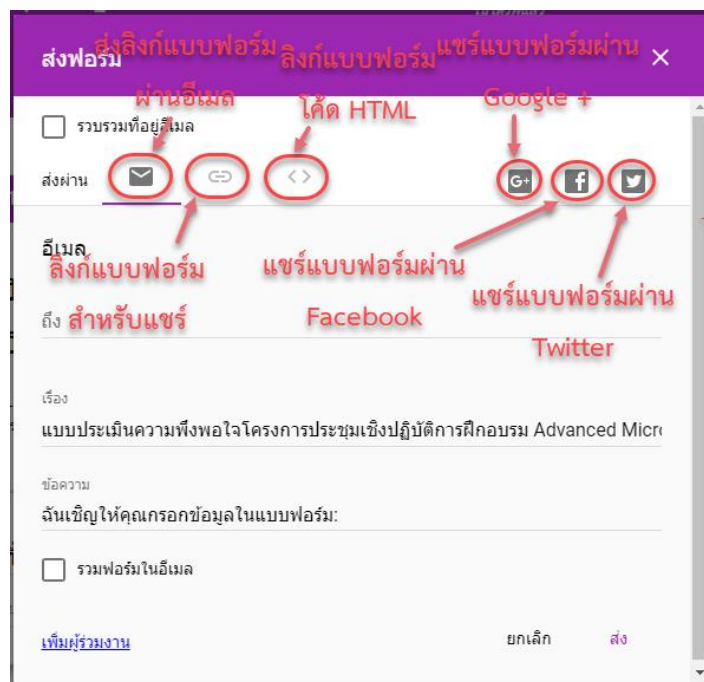 ส่งฟอร์ม
ส่งลิงก์แบบฟอร์ม
ผ่านอีเมล
ลิงก์แบบฟอร์ม
โค้ด HTML
แชร์แบบฟอร์มผ่าน
Google +
รวบรวมที่อยู่อีเมล
ส่งผ่าน
G+
อีเมล
ลิงก์แบบฟอร์ม
สำหรับแชร์
แชร์แบบฟอร์มผ่าน
Facebook
แชร์แบบฟอร์มผ่าน
Twitter
ถึง
เรื่อง
แบบประเมินความพึงพอใจโครงการประชุมเชิงปฏิบัติการฝึกอบรม Advanced Micro
ข้อความ
ฉันเชิญให้คุณกรอกข้อมูลในแบบฟอร์ม:
รวมฟอร์มในอีเมล
เพิ่มผู้ร่วมงาน
ยกเลิก
ส่ง